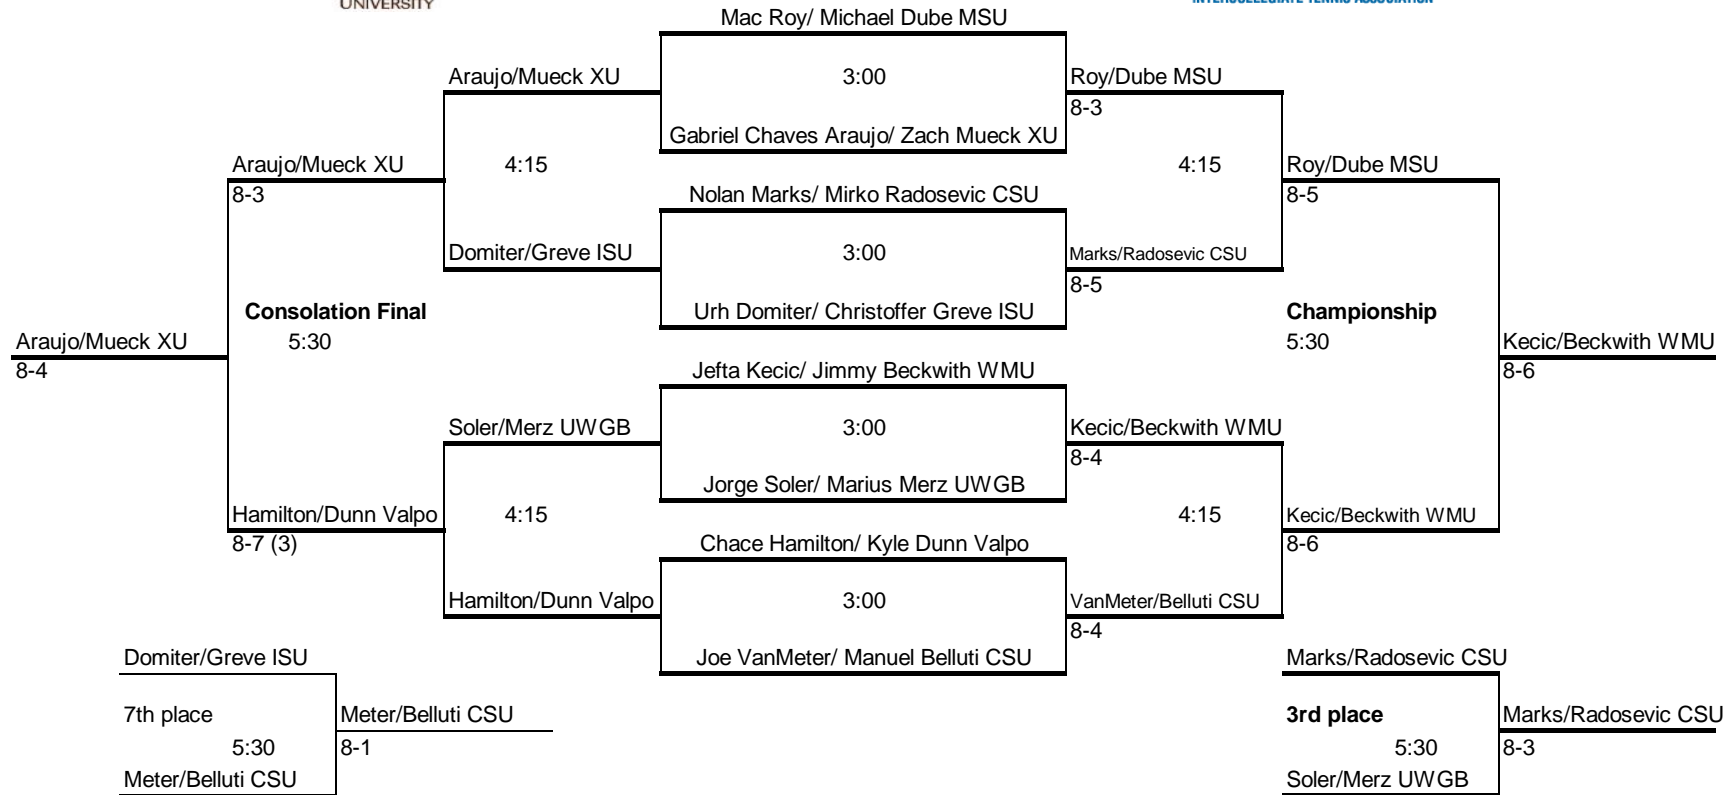 UNIVERSITY
INTERCOLLEGIATE TENNIS ASSOCIATION
Mac Roy/ Michael Dube MSU
Araujo/Mueck XU
3:00
Roy/Dube MSU
8-3
Gabriel Chaves Araujo/ Zach Mueck XU
Araujo/Mueck XU
4:15
4:15
Roy/Dube MSU
8-3
Nolan Marks/ Mirko Radosevic CSU
8-5
Domiter/Greve ISU
3:00
Marks/Radosevic CSU
8-5
Consolation Final
Urh Domiter/ Christoffer Greve ISU
Championship
Araujo/Mueck XU
5:30
5:30
Kecic/Beckwith WMU
8-4
Jefta Kecic/ Jimmy Beckwith WMU
8-6
Soler/Merz UWGB
3:00
Kecic/Beckwith WMU
8-4
Jorge Soler/ Marius Merz UWGB
Hamilton/Dunn Valpo
4:15
4:15
Kecic/Beckwith WMU
8-7 (3)
Chace Hamilton/ Kyle Dunn Valpo
8-6
Hamilton/Dunn Valpo
3:00
VanMeter/Belluti CSU
8-4
Domiter/Greve ISU
Joe VanMeter/ Manuel Belluti CSU
Marks/Radosevic CSU
7th place
Meter/Belluti CSU
3rd place
Marks/Radosevic CSU
5:30
8-1
5:30
8-3
Meter/Belluti CSU
Soler/Merz UWGB